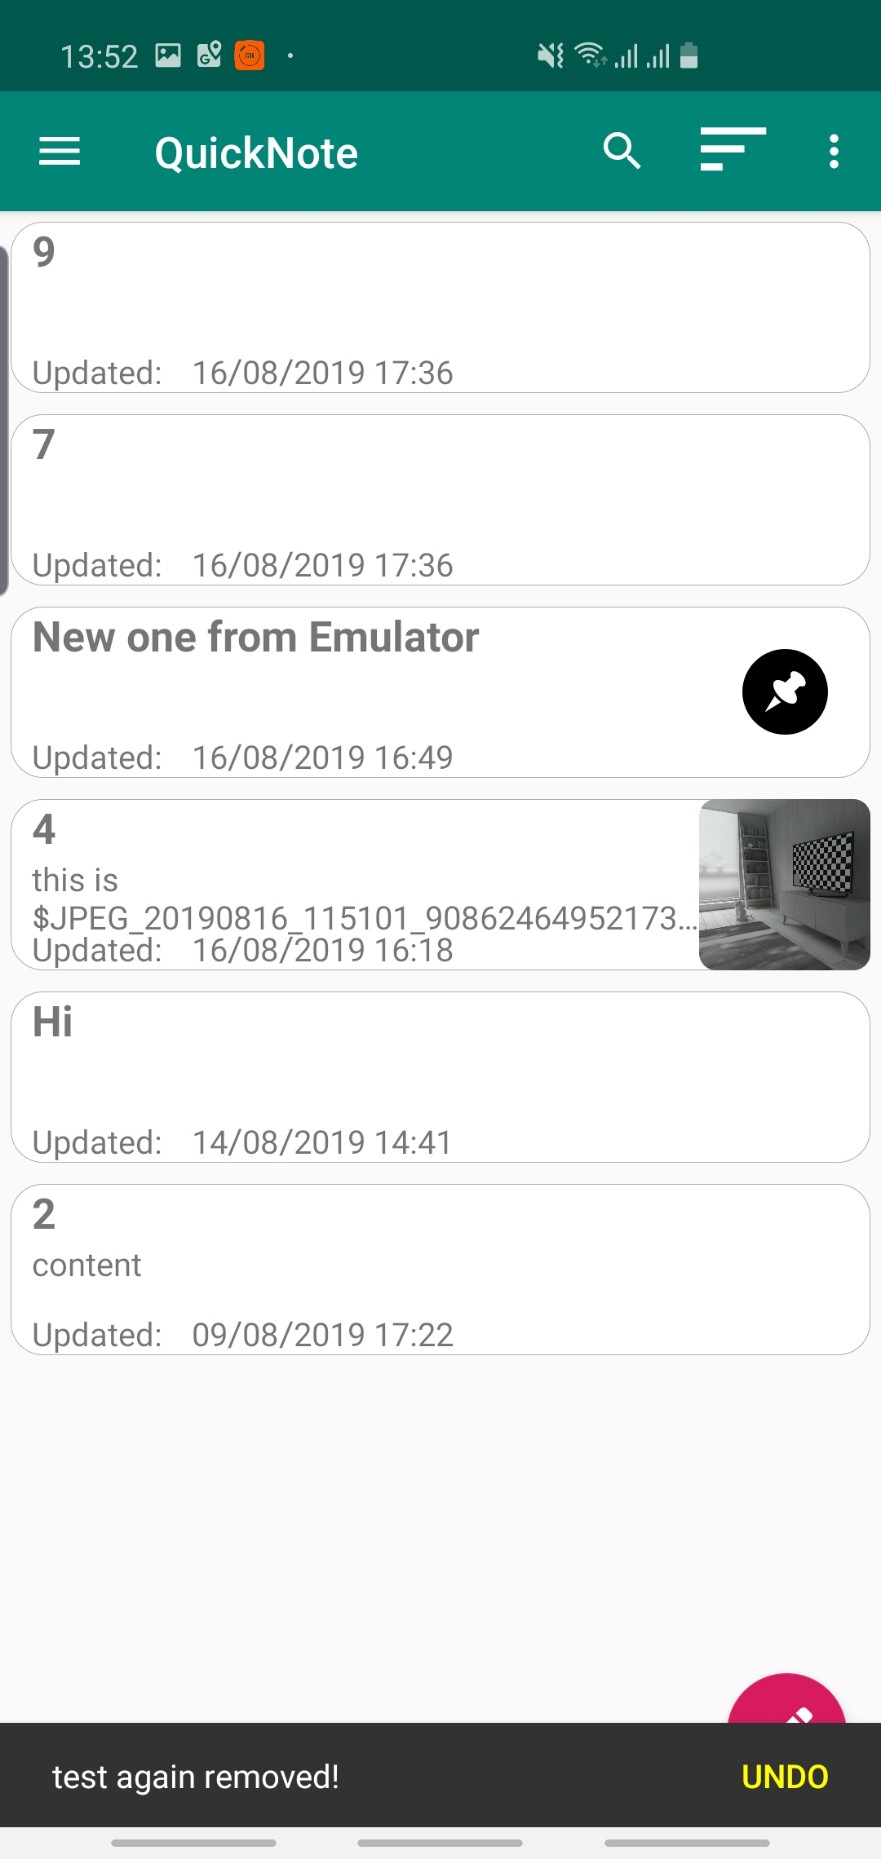 13:52
QuickNote
9
Updated: 16/08/2019 17:36
7
Updated: 16/08/2019 17:36
New one from Emulator
Updated: 16/08/2019 16:49
4
this is
$JPEG_20190816_115101_90862464952173...
Updated: 16/08/2019 16:18
Hi
Updated: 14/08/2019 14:41
2
content
Updated: 09/08/2019 17:22
test again removed!
UNDO